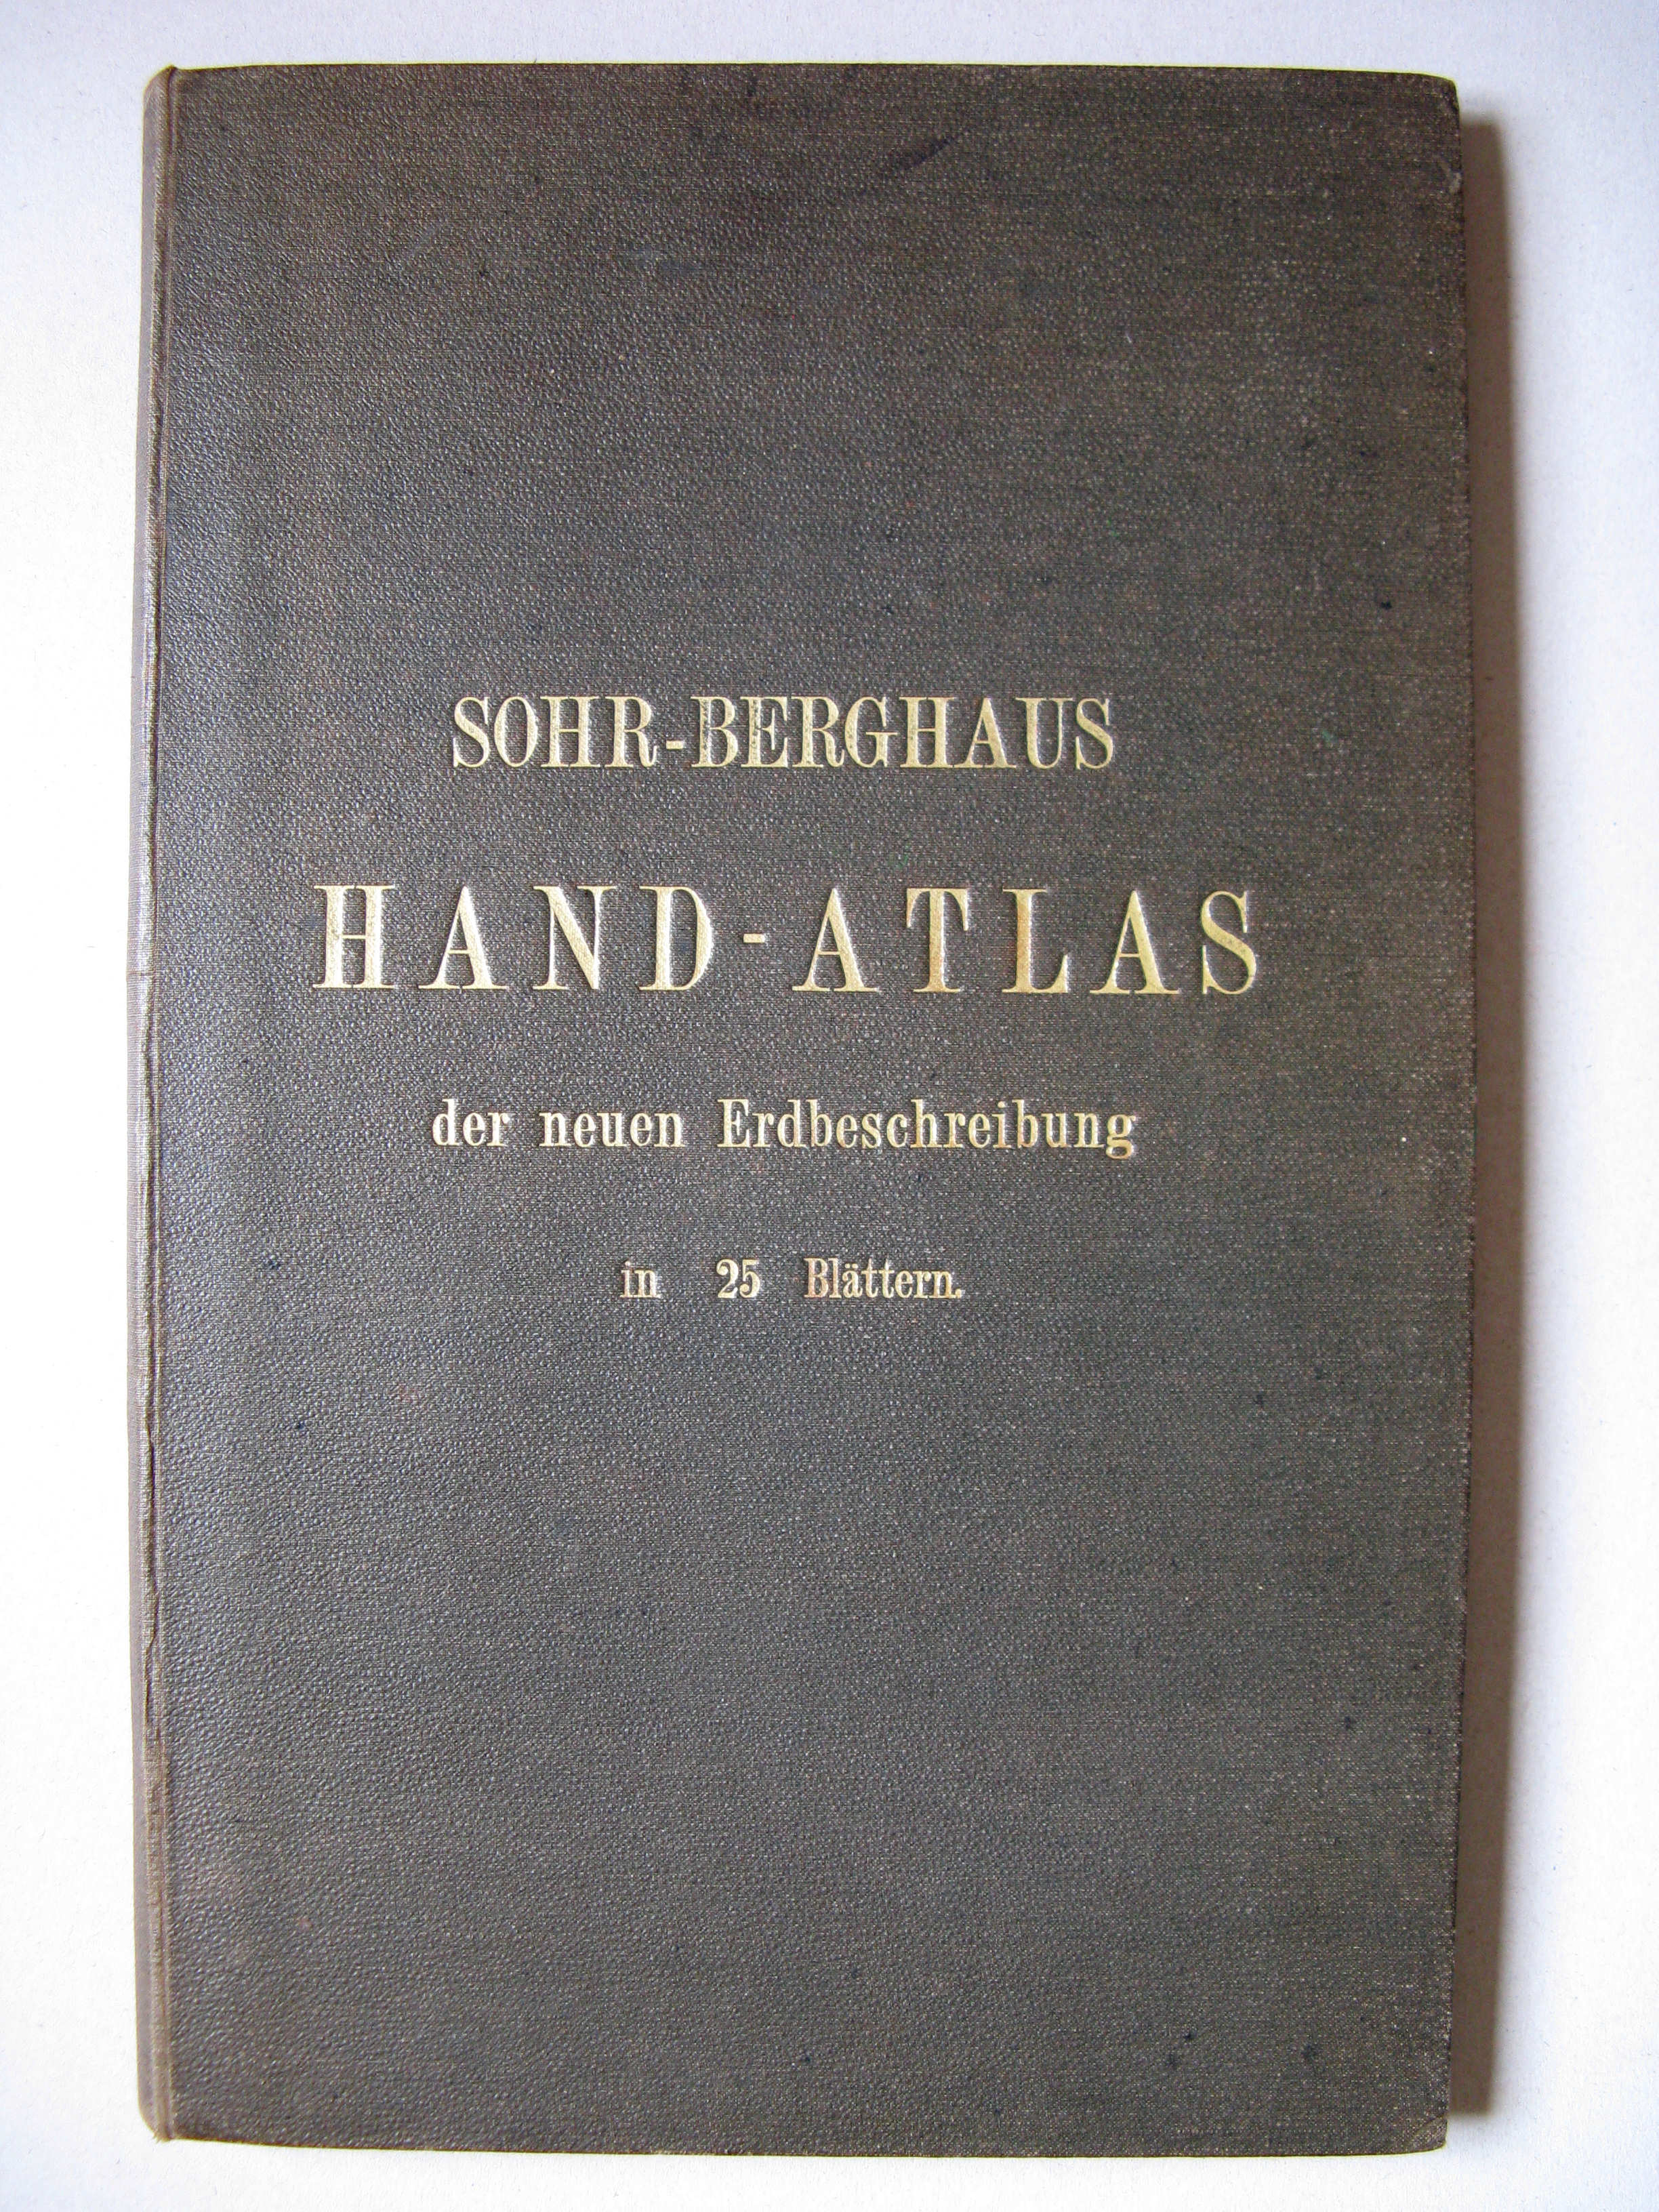 SOHR-BERGHAUS
HAND-ATLAS
der neuen Erdbeschreibung
in 25 Blättern.